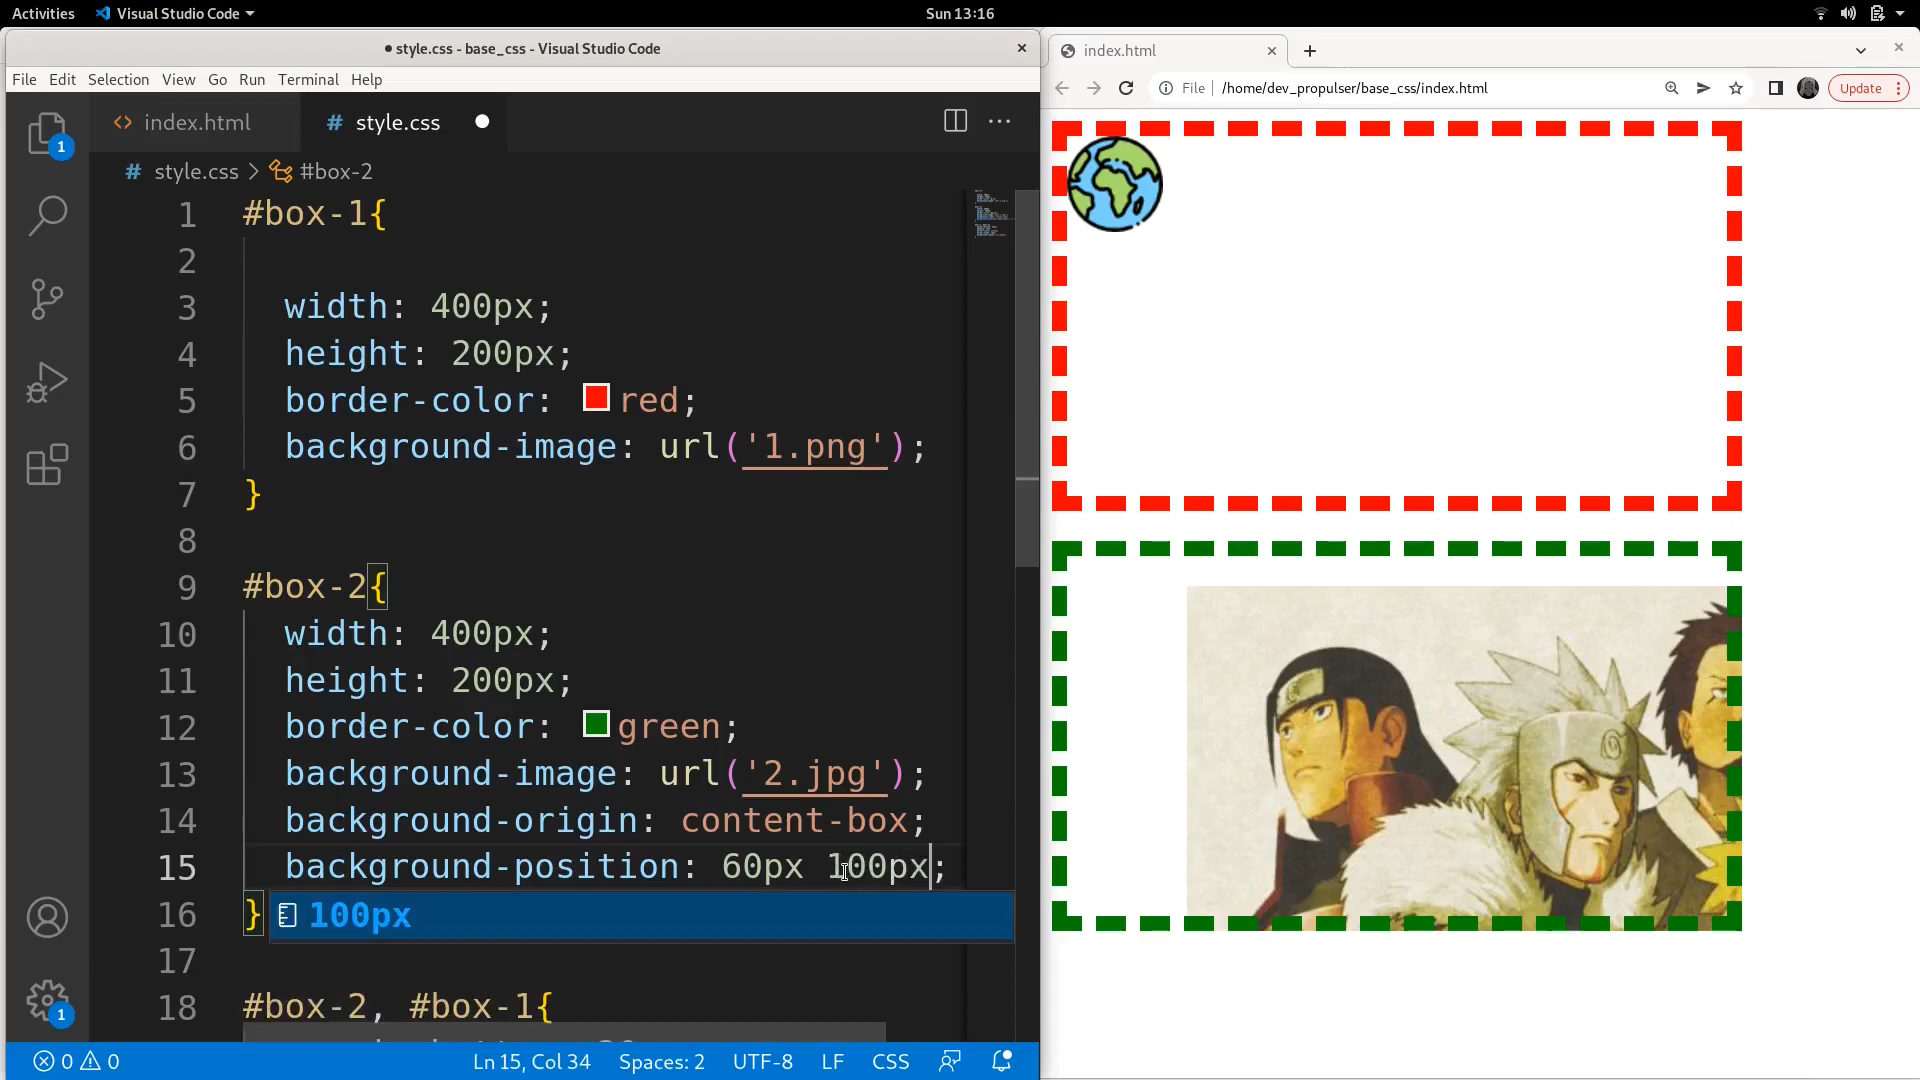 Activities Visual Studio Code Sun 13:16
style.css - base_css - Visual Studio Code
File Edit Selection View Go Run Terminal Help
index.html style.css
style.css > #box-2
1 #box-1{
2
3 width: 400px;
4 height: 200px;
5 border-color: red;
6 background-image: url('1.png');
7 }
8
9 #box-2{
10 width: 400px;
11 height: 200px;
12 border-color: green;
13 background-image: url('2.jpg');
14 background-origin: content-box;
15 background-position: 60px 100px;
16 } 100px
17
18 #box-2, #box-1{
1
1
0 0 Ln 15, Col 34 Spaces: 2 UTF-8 LF CSS
index.html
File /home/dev_propulser/base_css/index.html Update